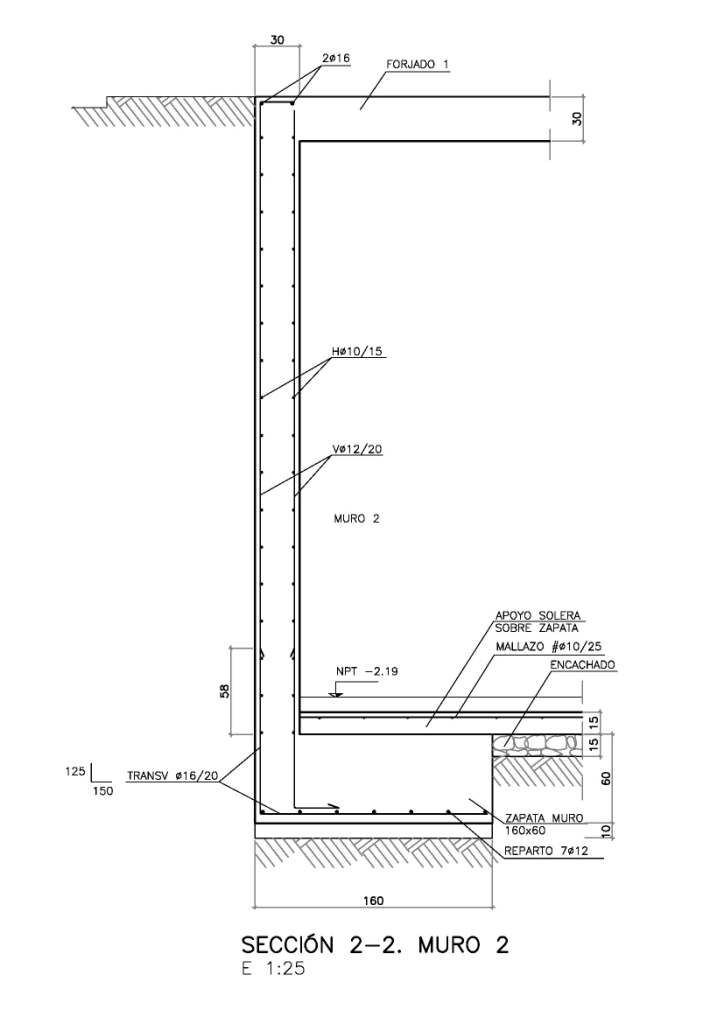 30
2ø16
FORJADO 1
30
Hø10/15
Vø12/20
MURO 2
APOYO SOLERA
SOBRE ZAPATA
MALLAZO #ø10/25
ENCACHADO
NPT -2.19
58
15
15
125
150
TRANSV ø16/20
60
ZAPATA MURO
160x60
10
REPARTO 7ø12
160
SECCIÓN 2-2. MURO 2
E 1:25